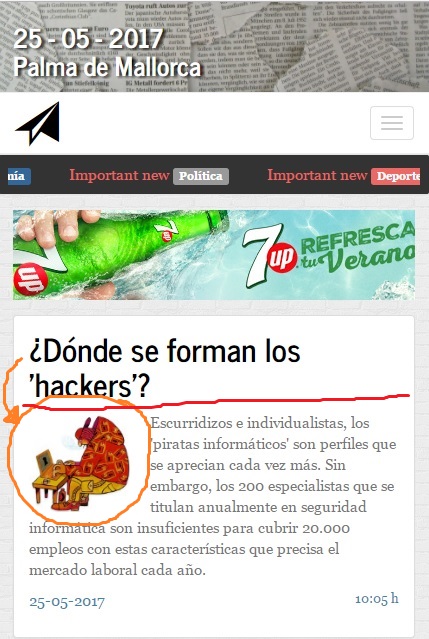 25 - 05 - 2017
Palma de Mallorca
nía
Important new Política
Important new Deporte
7
up
7up
REFRESCA
tu Verano
¿Dónde se forman los
'hackers'?
Escurridizos e individualistas, los
'piratas informáticos' son perfiles que
se aprecian cada vez más. Sin
embargo, los 200 especialistas que se
titulan anualmente en seguridad
informática son insuficientes para cubrir 20.000
empleos con estas características que precisa el
mercado laboral cada año.
25-05-2017
10:05 h